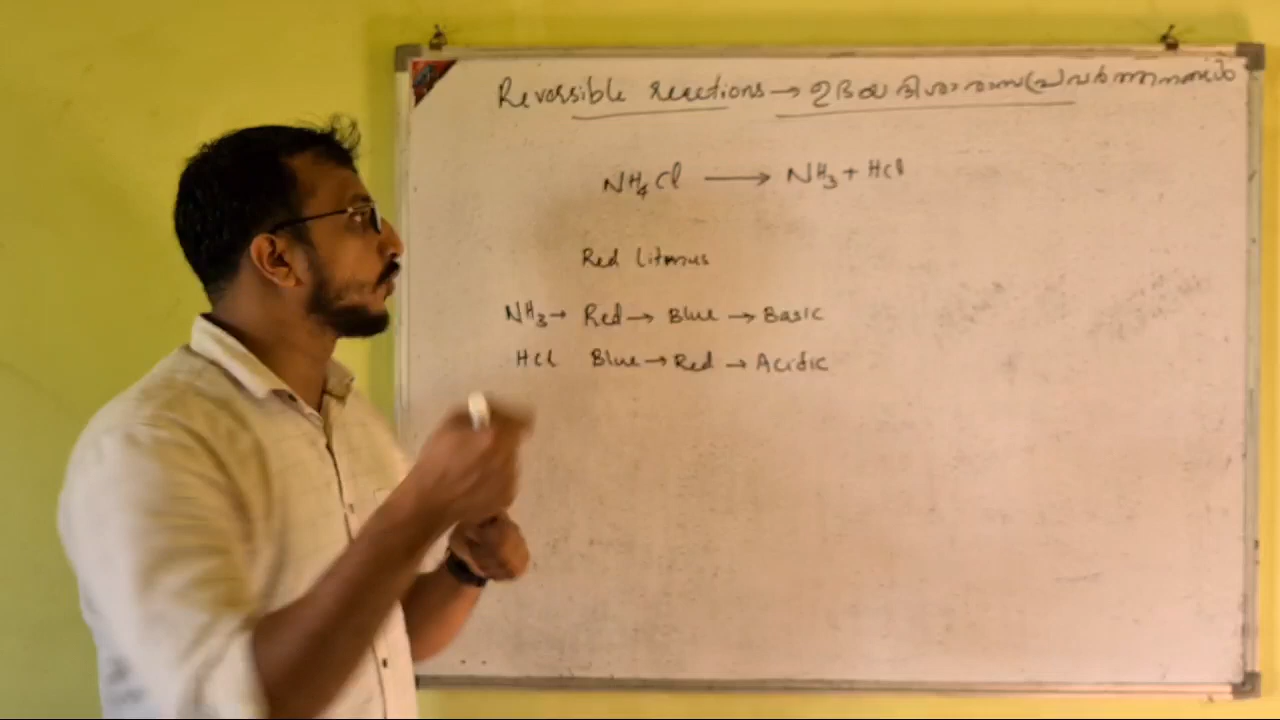 Reversible reactions → ഉഭയദിശാരാസപ്രവർത്തനങ്ങൾ
NH₄Cl ⟶ NH₃ + HCl
Red Litmus
NH₃→ Red → Blue → Basic
HCl Blue → Red → Acidic